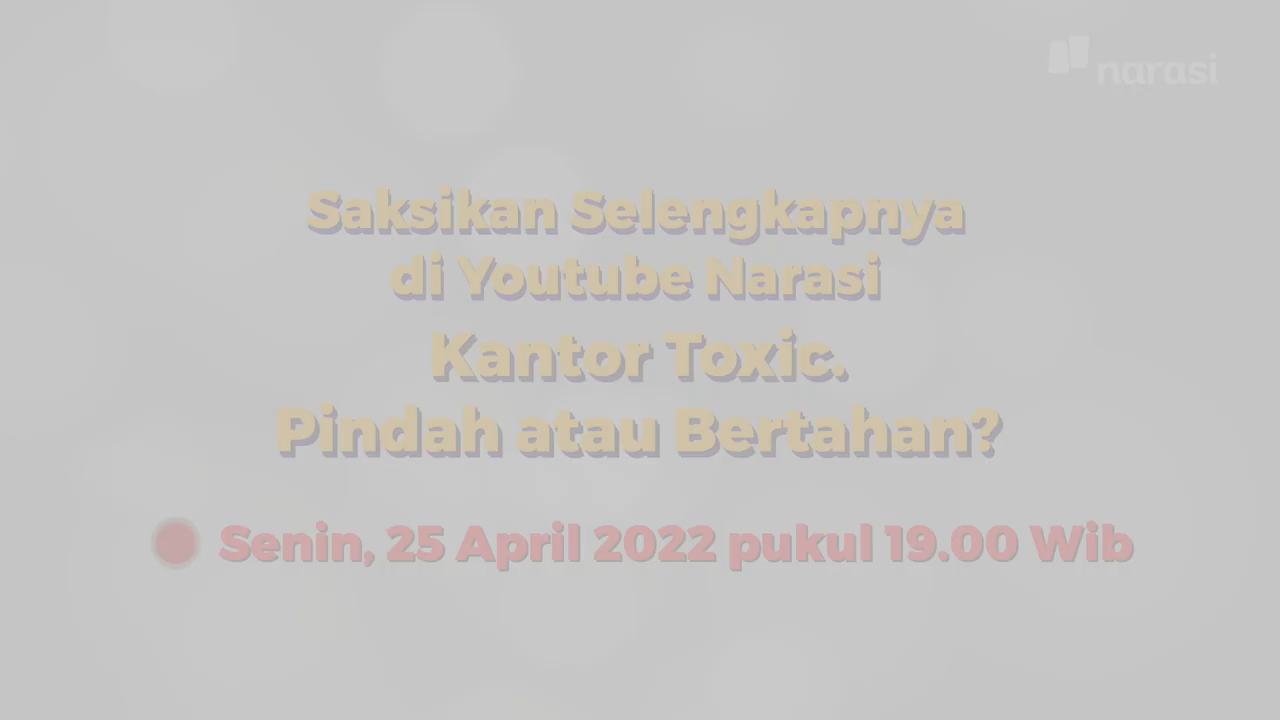 narasi
Saksikan Selengkapnya
di Youtube Narasi
Kantor Toxic.
Pindah atau Bertahan?
Senin, 25 April 2022 pukul 19.00 Wib